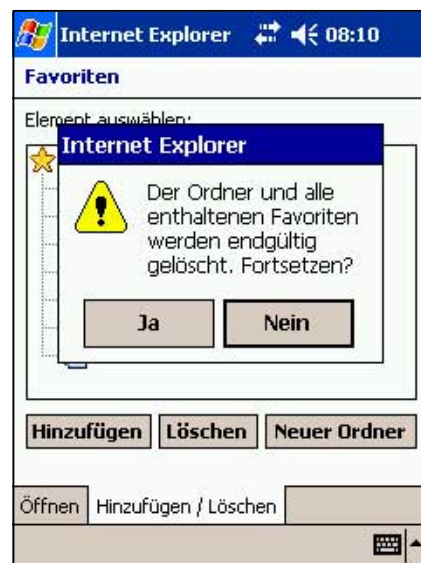 Internet Explorer 08:10
Favoriten
Element auswählen:
Internet Explorer
Der Ordner und alle
enthaltenen Favoriten
werden endgültig
gelöscht. Fortsetzen?
Ja Nein
Hinzufügen Löschen Neuer Ordner
Öffnen Hinzufügen / Löschen